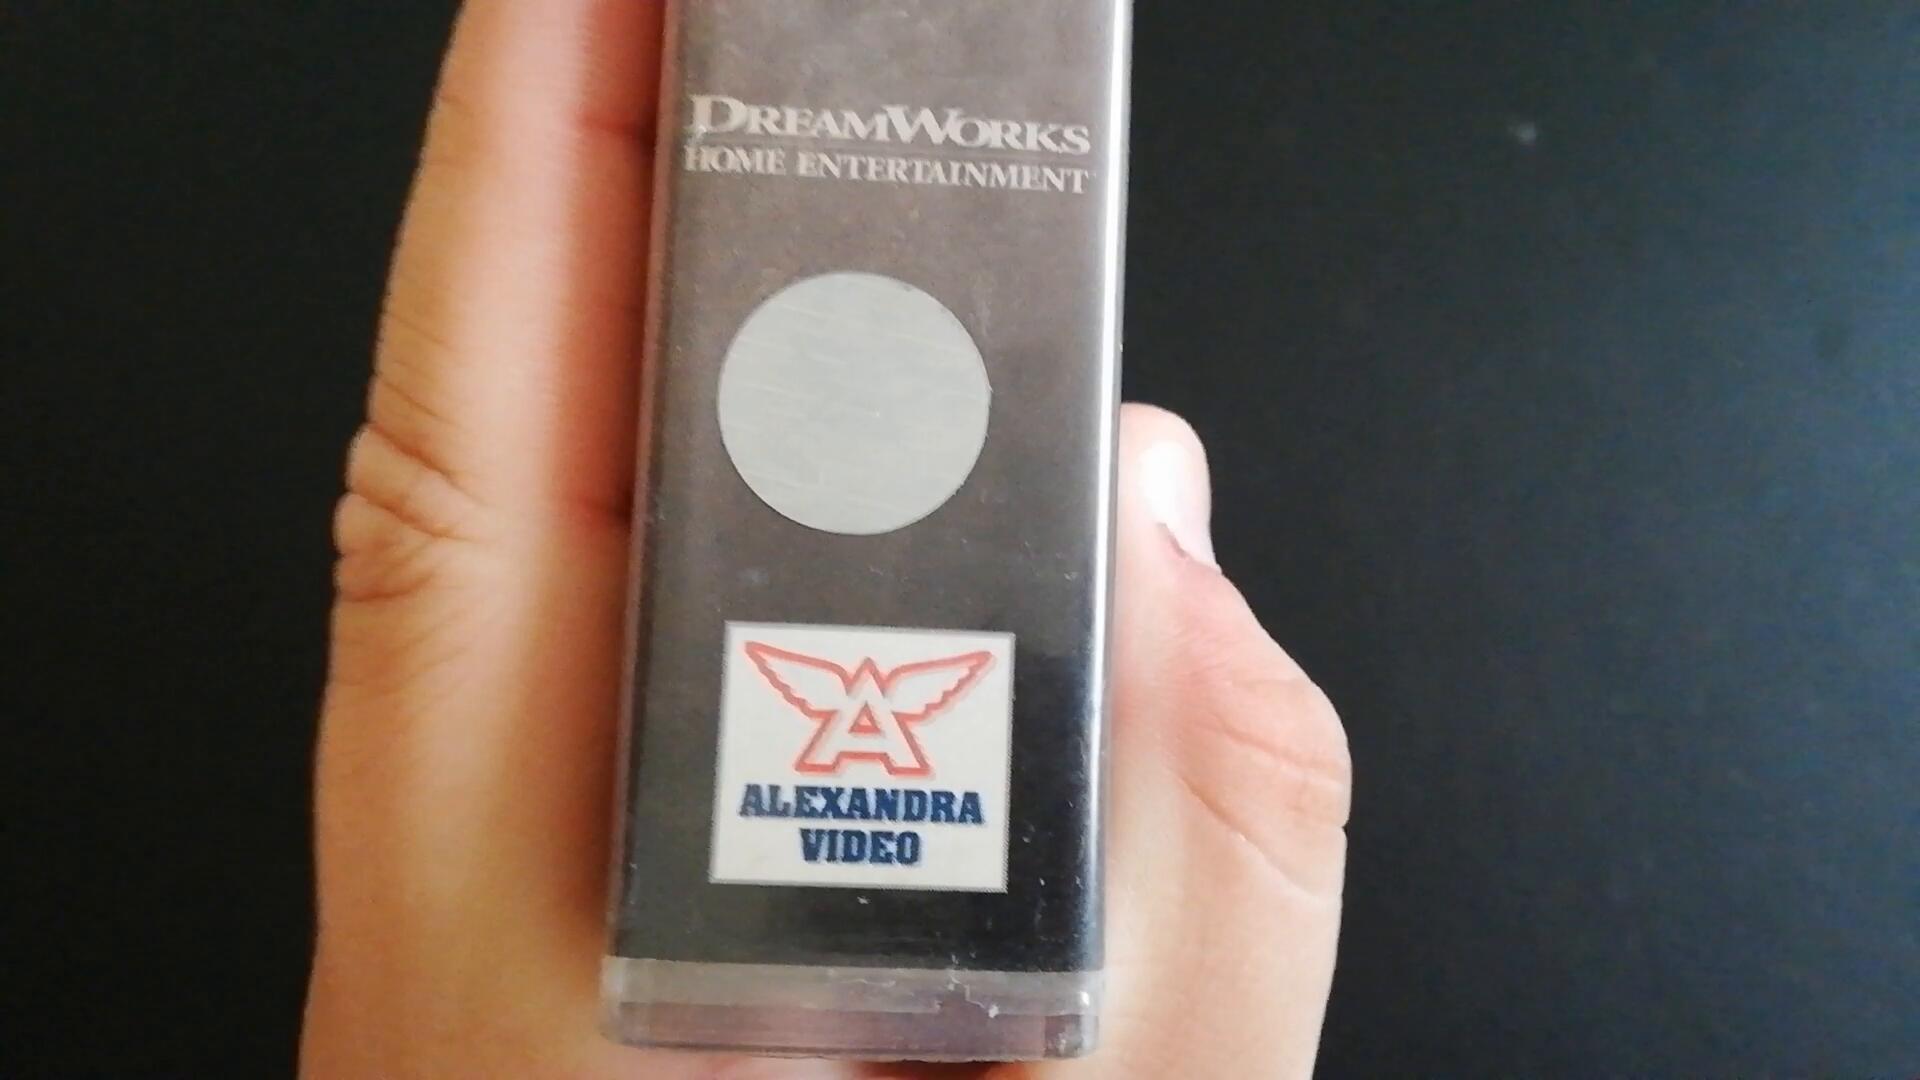 DREAMWORKS
HOME ENTERTAINMENT
A
ALEXANDRA
VIDEO